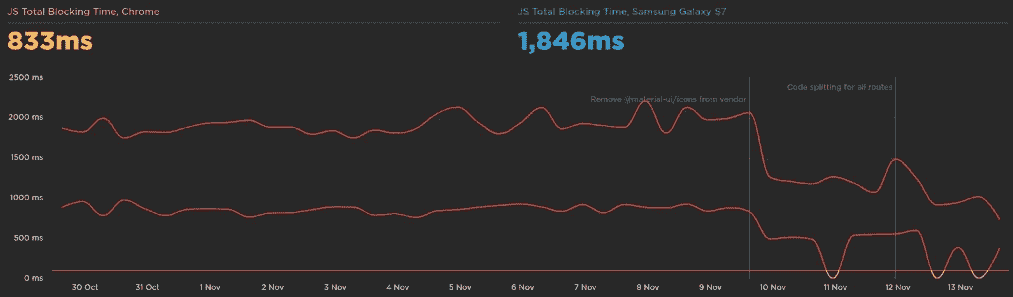 JS Total Blocking Time, Chrome
833ms
JS Total Blocking Time, Samsung Galaxy S7
1,846ms
2500 ms
2000 ms
1500 ms
1000 ms
500 ms
0 ms
Remove @material-ui/icons from vendor
Code splitting for all routes
30 Oct
31 Oct
1 Nov
2 Nov
3 Nov
4 Nov
5 Nov
6 Nov
7 Nov
8 Nov
9 Nov
10 Nov
11 Nov
12 Nov
13 Nov